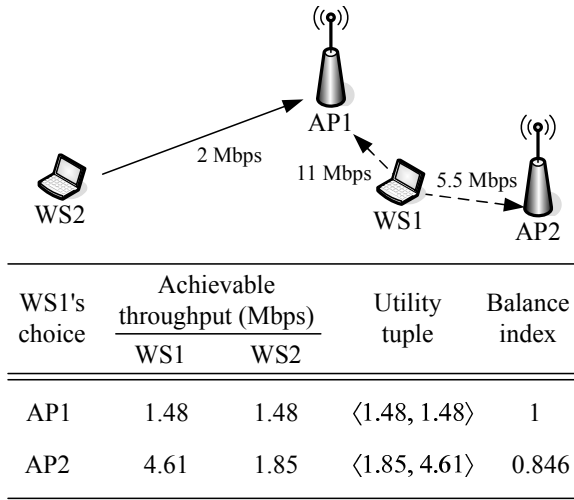 AP1
2 Mbps
11 Mbps
5.5 Mbps
WS2
WS1
AP2
WS1's choice
Achievable throughput (Mbps)
Utility tuple
Balance index
WS1 WS2
AP1 1.48 1.48 ⟨1.48, 1.48⟩ 1
AP2 4.61 1.85 ⟨1.85, 4.61⟩ 0.846